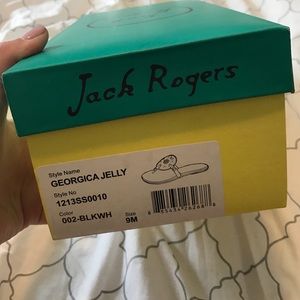 Jack Rogers
Style Name
GEORGICA JELLY
Style No
1213SS0010
Color
002-BLKWH
Size
9M